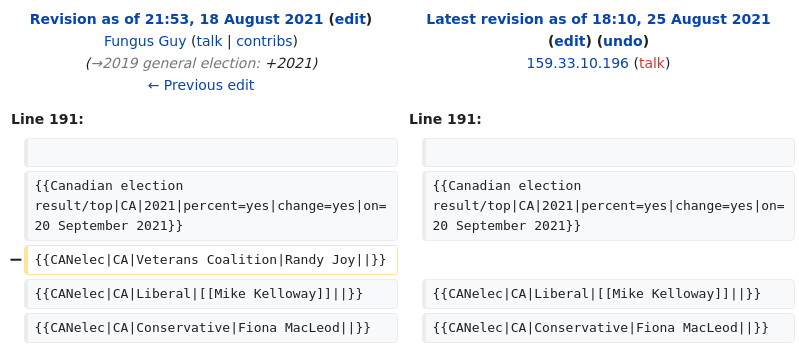 Revision as of 21:53, 18 August 2021 (edit)
Fungus Guy (talk | contribs)
(→2019 general election: +2021)
← Previous edit
Latest revision as of 18:10, 25 August 2021
(edit) (undo)
159.33.10.196 (talk)
Line 191:
Line 191:
{{Canadian election
result/top|CA|2021|percent=yes|change=yes|on=
20 September 2021}}
{{Canadian election
result/top|CA|2021|percent=yes|change=yes|on=
20 September 2021}}
− {{CANelec|CA|Veterans Coalition|Randy Joy||}}
{{CANelec|CA|Liberal|[[Mike Kelloway]]||}}
{{CANelec|CA|Liberal|[[Mike Kelloway]]||}}
{{CANelec|CA|Conservative|Fiona MacLeod||}}
{{CANelec|CA|Conservative|Fiona MacLeod||}}